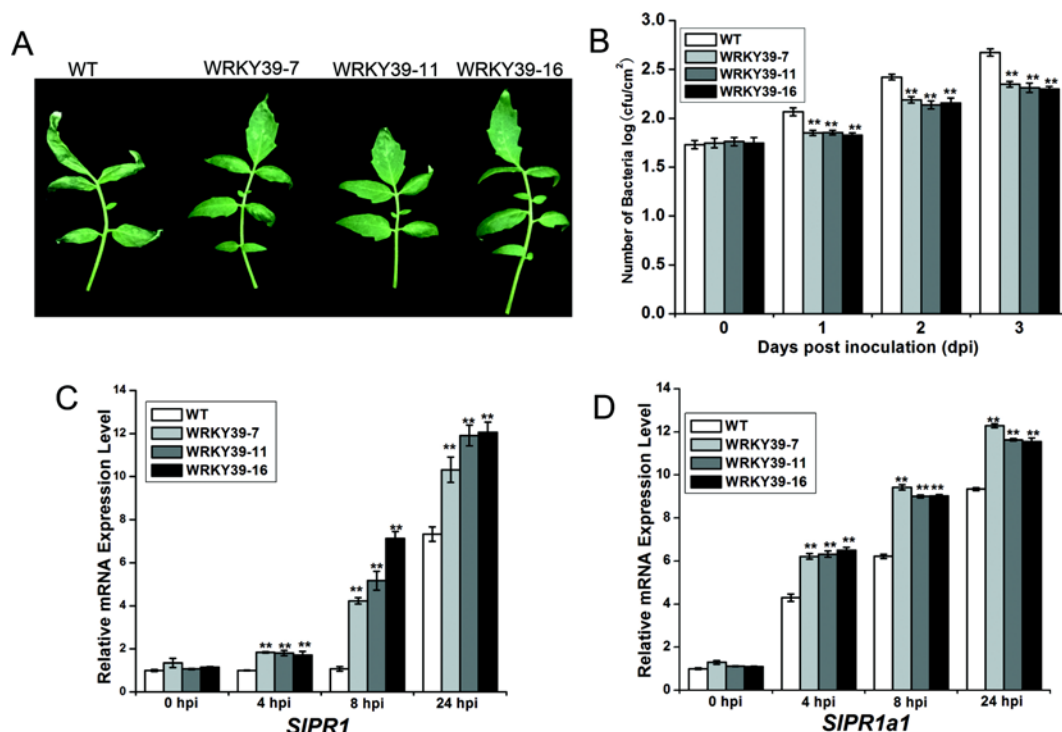 A
WT WRKY39-7 WRKY39-11 WRKY39-16
B
WT
WRKY39-7
WRKY39-11
WRKY39-16
Number of Bacteria log (cfu/cm²)
3.0
2.5
2.0
1.5
1.0
0.5
0.0
** ** **
** ** **
** ** **
0 1 2 3
Days post inoculation (dpi)
C
WT
WRKY39-7
WRKY39-11
WRKY39-16
Relative mRNA Expression Level
14
12
10
8
6
4
2
0
** ** **
** ** **
** ** **
0 hpi 4 hpi 8 hpi 24 hpi
SlPR1
D
WT
WRKY39-7
WRKY39-11
WRKY39-16
Relative mRNA Expression Level
14
12
10
8
6
4
2
0
** ** **
** ** **
** ** **
0 hpi 4 hpi 8 hpi 24 hpi
SlPR1a1